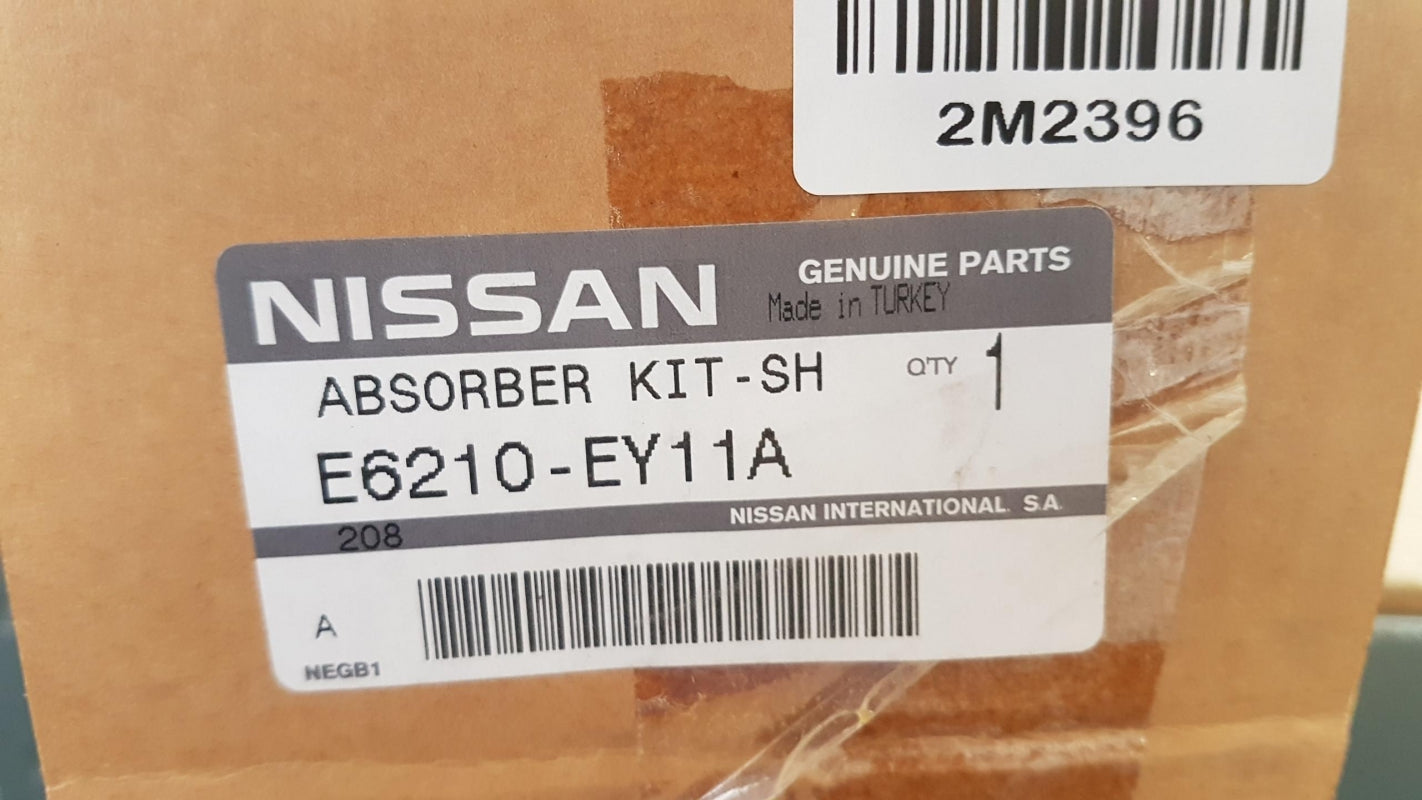 2M2396
NISSAN
GENUINE PARTS
Made in TURKEY
ABSORBER KIT-SH
Q'TY 1
E6210-EY11A
NISSAN INTERNATIONAL. S.A.
208
A
NEGB1